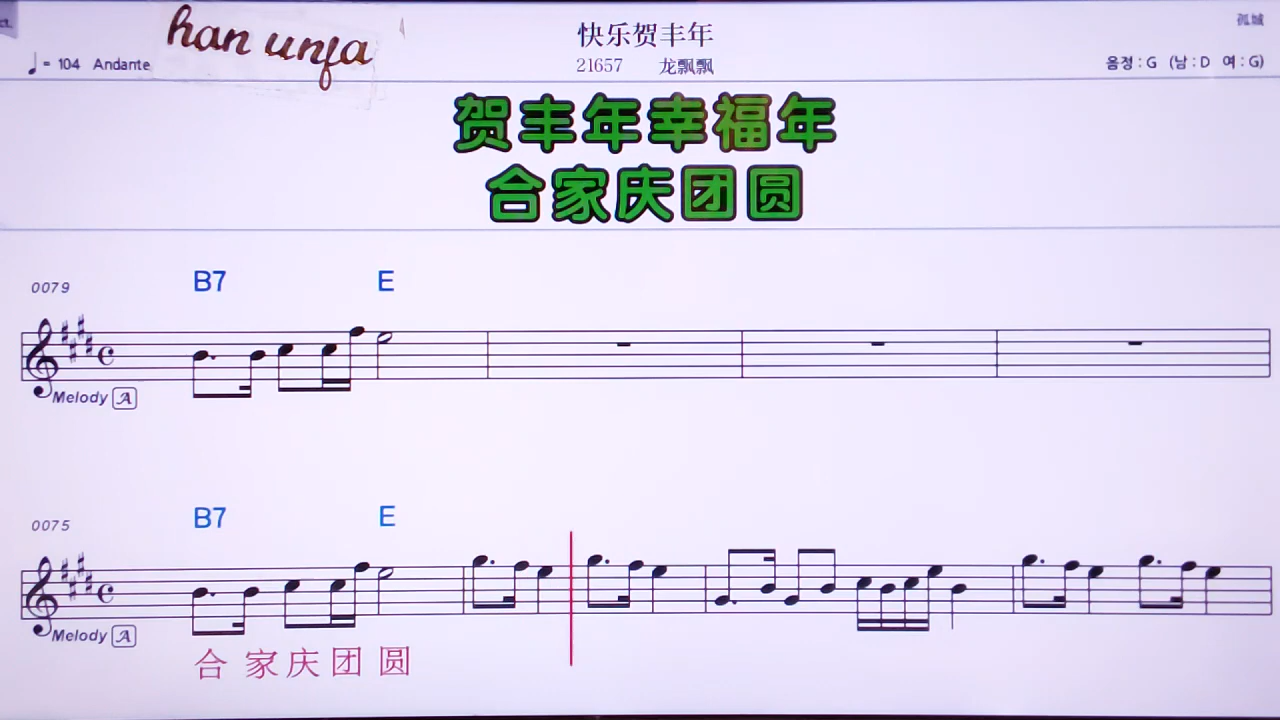 han unfa
快乐贺丰年
孤城
♩= 104 Andante
21657 龙飘飘
음정 : G (남 : D 여 : G)
贺丰年幸福年
合家庆团圆
B7 E
0079
Melody A
B7 E
0075
Melody A
合 家 庆 团 圆